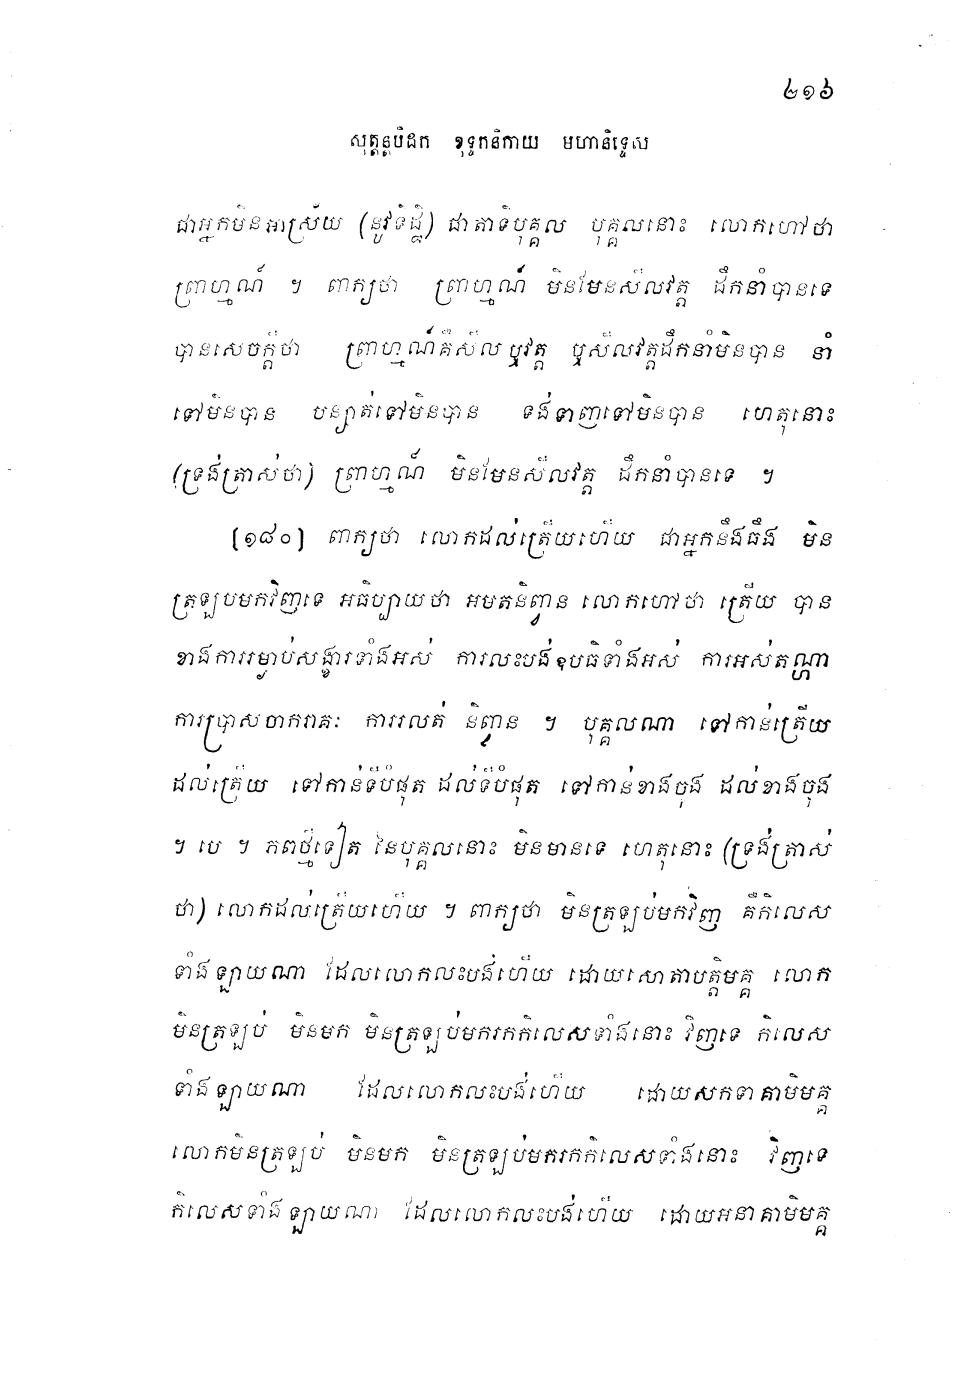 ២១៦
សុត្តន្តបិដក ខុទ្ទកនិកាយ មហានិទ្ទេស
ជាអ្នកមិនអាស្រ័យ (នូវទិដ្ឋិ) ជាតាទិបុគ្គល បុគ្គលនោះ លោកហៅថា
ព្រាហ្មណ៍ ។ ពាក្យថា ព្រាហ្មណ៍ មិនមែនសីលវត្ត ដឹកនាំបានទេ
បានសេចក្តីថា ព្រាហ្មណ៍គឺសីល ឬវត្ត ឬសីលវត្តដឹកនាំមិនបាន នាំ
ទៅមិនបាន បន្សាត់ទៅមិនបាន ទង់ទាញទៅមិនបាន ហេតុនោះ
(ទ្រង់ត្រាស់ថា) ព្រាហ្មណ៍ មិនមែនសីលវត្ត ដឹកនាំបានទេ ។
[១៨០] ពាក្យថា លោកដល់ត្រើយហើយ ជាអ្នកនឹងធឹង មិន
ត្រឡបមកវិញទេ អធិប្បាយថា អមតនិព្វាន លោកហៅថា ត្រើយ បាន
ខាងការរម្ងាប់សង្ខារទាំងអស់ ការលះបង់ឧបធិទាំងអស់ ការអស់តណ្ហា
ការប្រាសចាករាគៈ ការរលត់ និព្វាន ។ បុគ្គលណា ទៅកាន់ត្រើយ
ដល់ត្រើយ ទៅកាន់ទីបំផុត ដល់ទីបំផុត ទៅកាន់ខាងចុង ដល់ខាងចុង
។ បេ ។ ភពថ្មីទៀត នៃបុគ្គលនោះ មិនមានទេ ហេតុនោះ (ទ្រង់ត្រាស់
ថា) លោកដល់ត្រើយហើយ ។ ពាក្យថា មិនត្រឡប់មកវិញ គឺកិលេស
ទាំងឡាយណា ដែលលោកលះបង់ហើយ ដោយសោតាបត្តិមគ្គ លោក
មិនត្រឡប់ មិនមក មិនត្រឡប់មករកកិលេសទាំងនោះ វិញទេ កិលេស
ទាំងឡាយណា ដែលលោកលះបង់ហើយ ដោយសកទាគាមិមគ្គ
លោកមិនត្រឡប់ មិនមក មិនត្រឡប់មករកកិលេសទាំងនោះ វិញទេ
កិលេសទាំងឡាយណា ដែលលោកលះបង់ហើយ ដោយអនាគាមិមគ្គ